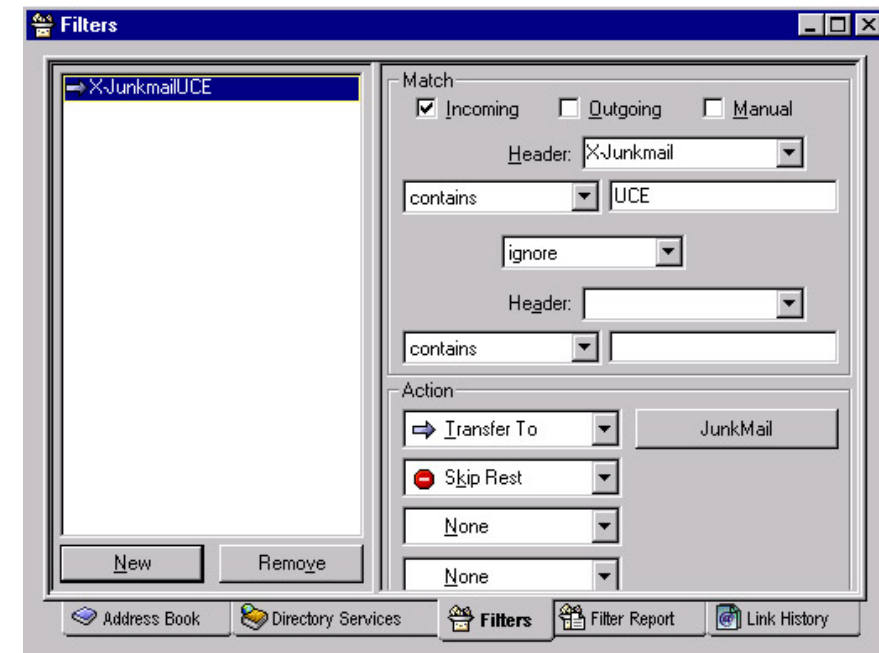 Filters
X-JunkmailUCE
Match
Incoming Outgoing Manual
Header: X-Junkmail
contains UCE
ignore
Header:
contains
Action
Transfer To JunkMail
Skip Rest
None
None
New Remove
Address Book Directory Services Filters Filter Report Link History